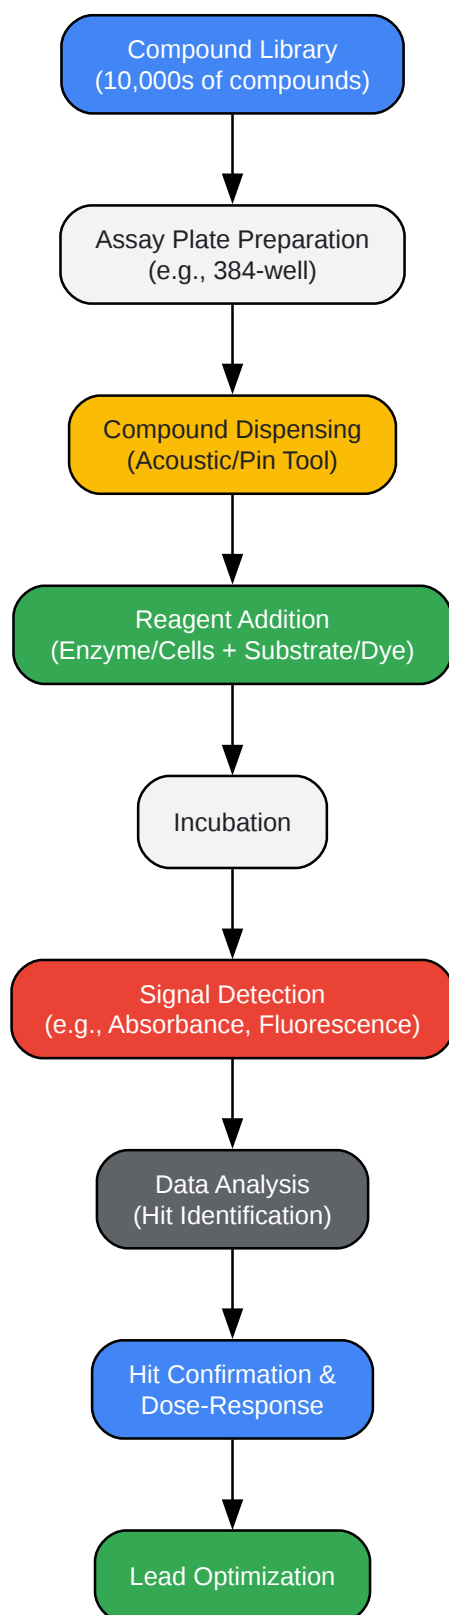 Compound Library
(10,000s of compounds)
Assay Plate Preparation
(e.g., 384-well)
Compound Dispensing
(Acoustic/Pin Tool)
Reagent Addition
(Enzyme/Cells + Substrate/Dye)
Incubation
Signal Detection
(e.g., Absorbance, Fluorescence)
Data Analysis
(Hit Identification)
Hit Confirmation &
Dose-Response
Lead Optimization